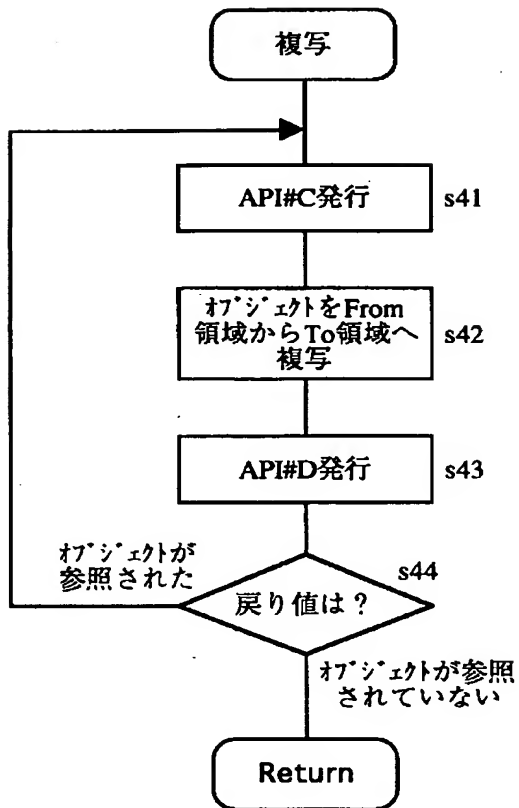 複写
API#C発行
s41
ｵﾌﾞｼﾞｪｸﾄをFrom
領域からTo領域へ
複写
s42
API#D発行
s43
ｵﾌﾞｼﾞｪｸﾄが
参照された
s44
戻り値は？
ｵﾌﾞｼﾞｪｸﾄが参照
されていない
Return